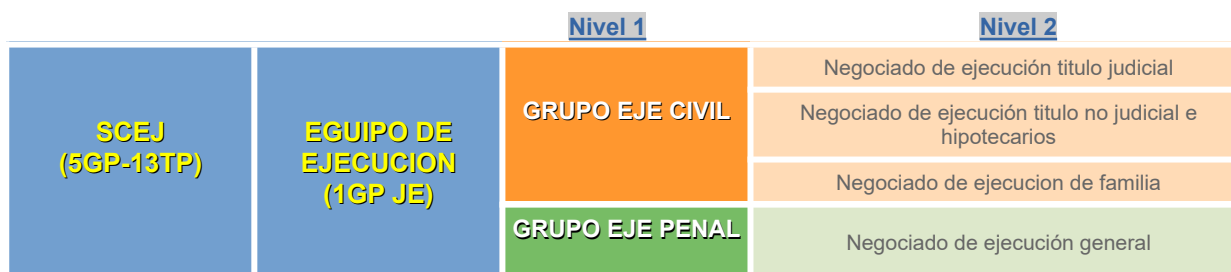 Nivel 1
Nivel 2
SCEJ
(5GP-13TP)
EGUIPO DE
EJECUCION
(1GP JE)
GRUPO EJE CIVIL
Negociado de ejecución titulo judicial
Negociado de ejecución titulo no judicial e
hipotecarios
Negociado de ejecucion de familia
GRUPO EJE PENAL
Negociado de ejecución general